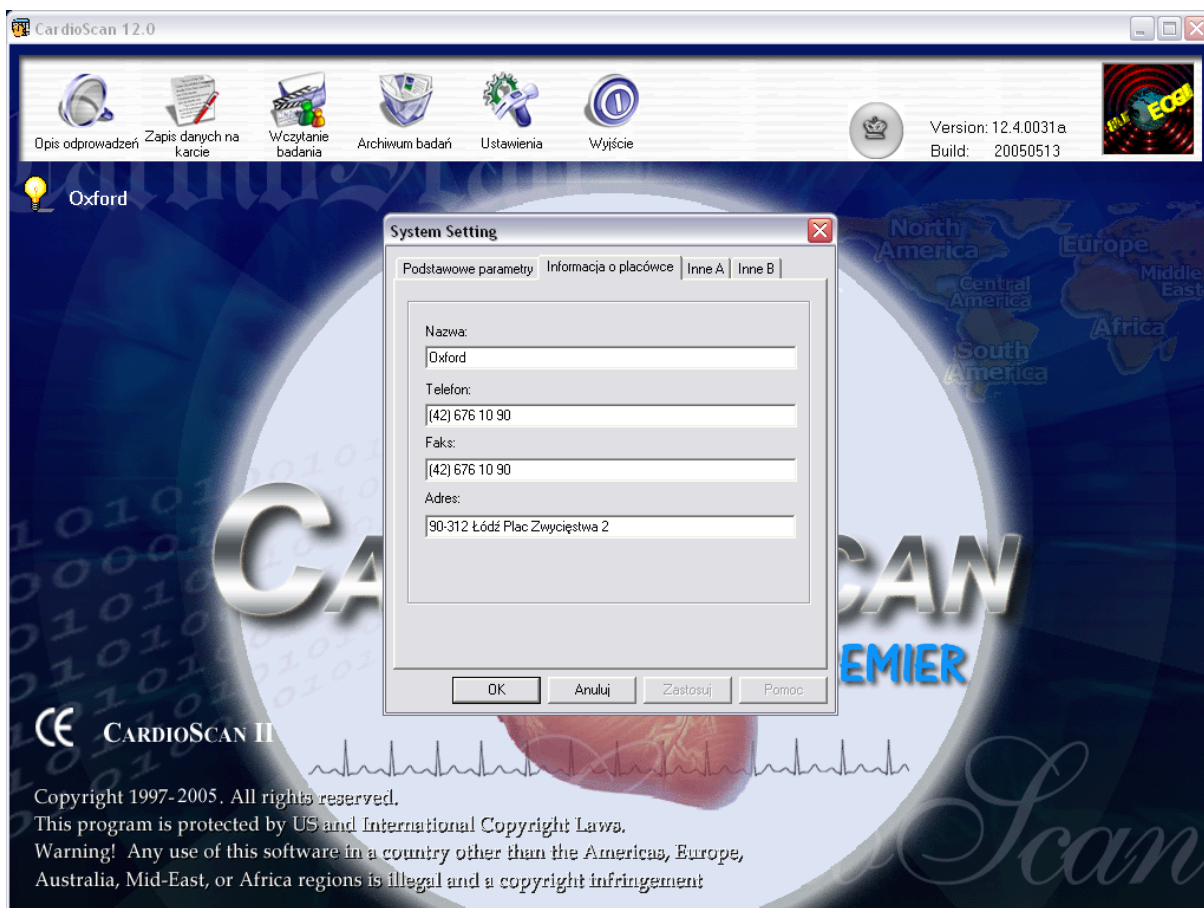 CardioScan 12.0
Opis odprowadzeń
Zapis danych na
karcie
Wczytanie
badania
Archiwum badań
Ustawienia
Wyjście
Version: 12.4.0031a
Build: 20050513
Oxford
System Setting
Podstawowe parametry
Informacja o placówce
Inne A
Inne B
Nazwa:
Oxford
Telefon:
(42) 676 10 90
Faks:
(42) 676 10 90
Adres:
90-312 Łódź Plac Zwycięstwa 2
OK
Anuluj
Zastosuj
Pomoc
North
America
Central
America
South
America
Europe
Middle
East
Africa
CARDIOSCAN II
Copyright 1997-2005. All rights reserved.
This program is protected by US and International Copyright Laws.
Warning! Any use of this software in a country other than the Americas, Europe,
Australia, Mid-East, or Africa regions is illegal and a copyright infringement
Scan